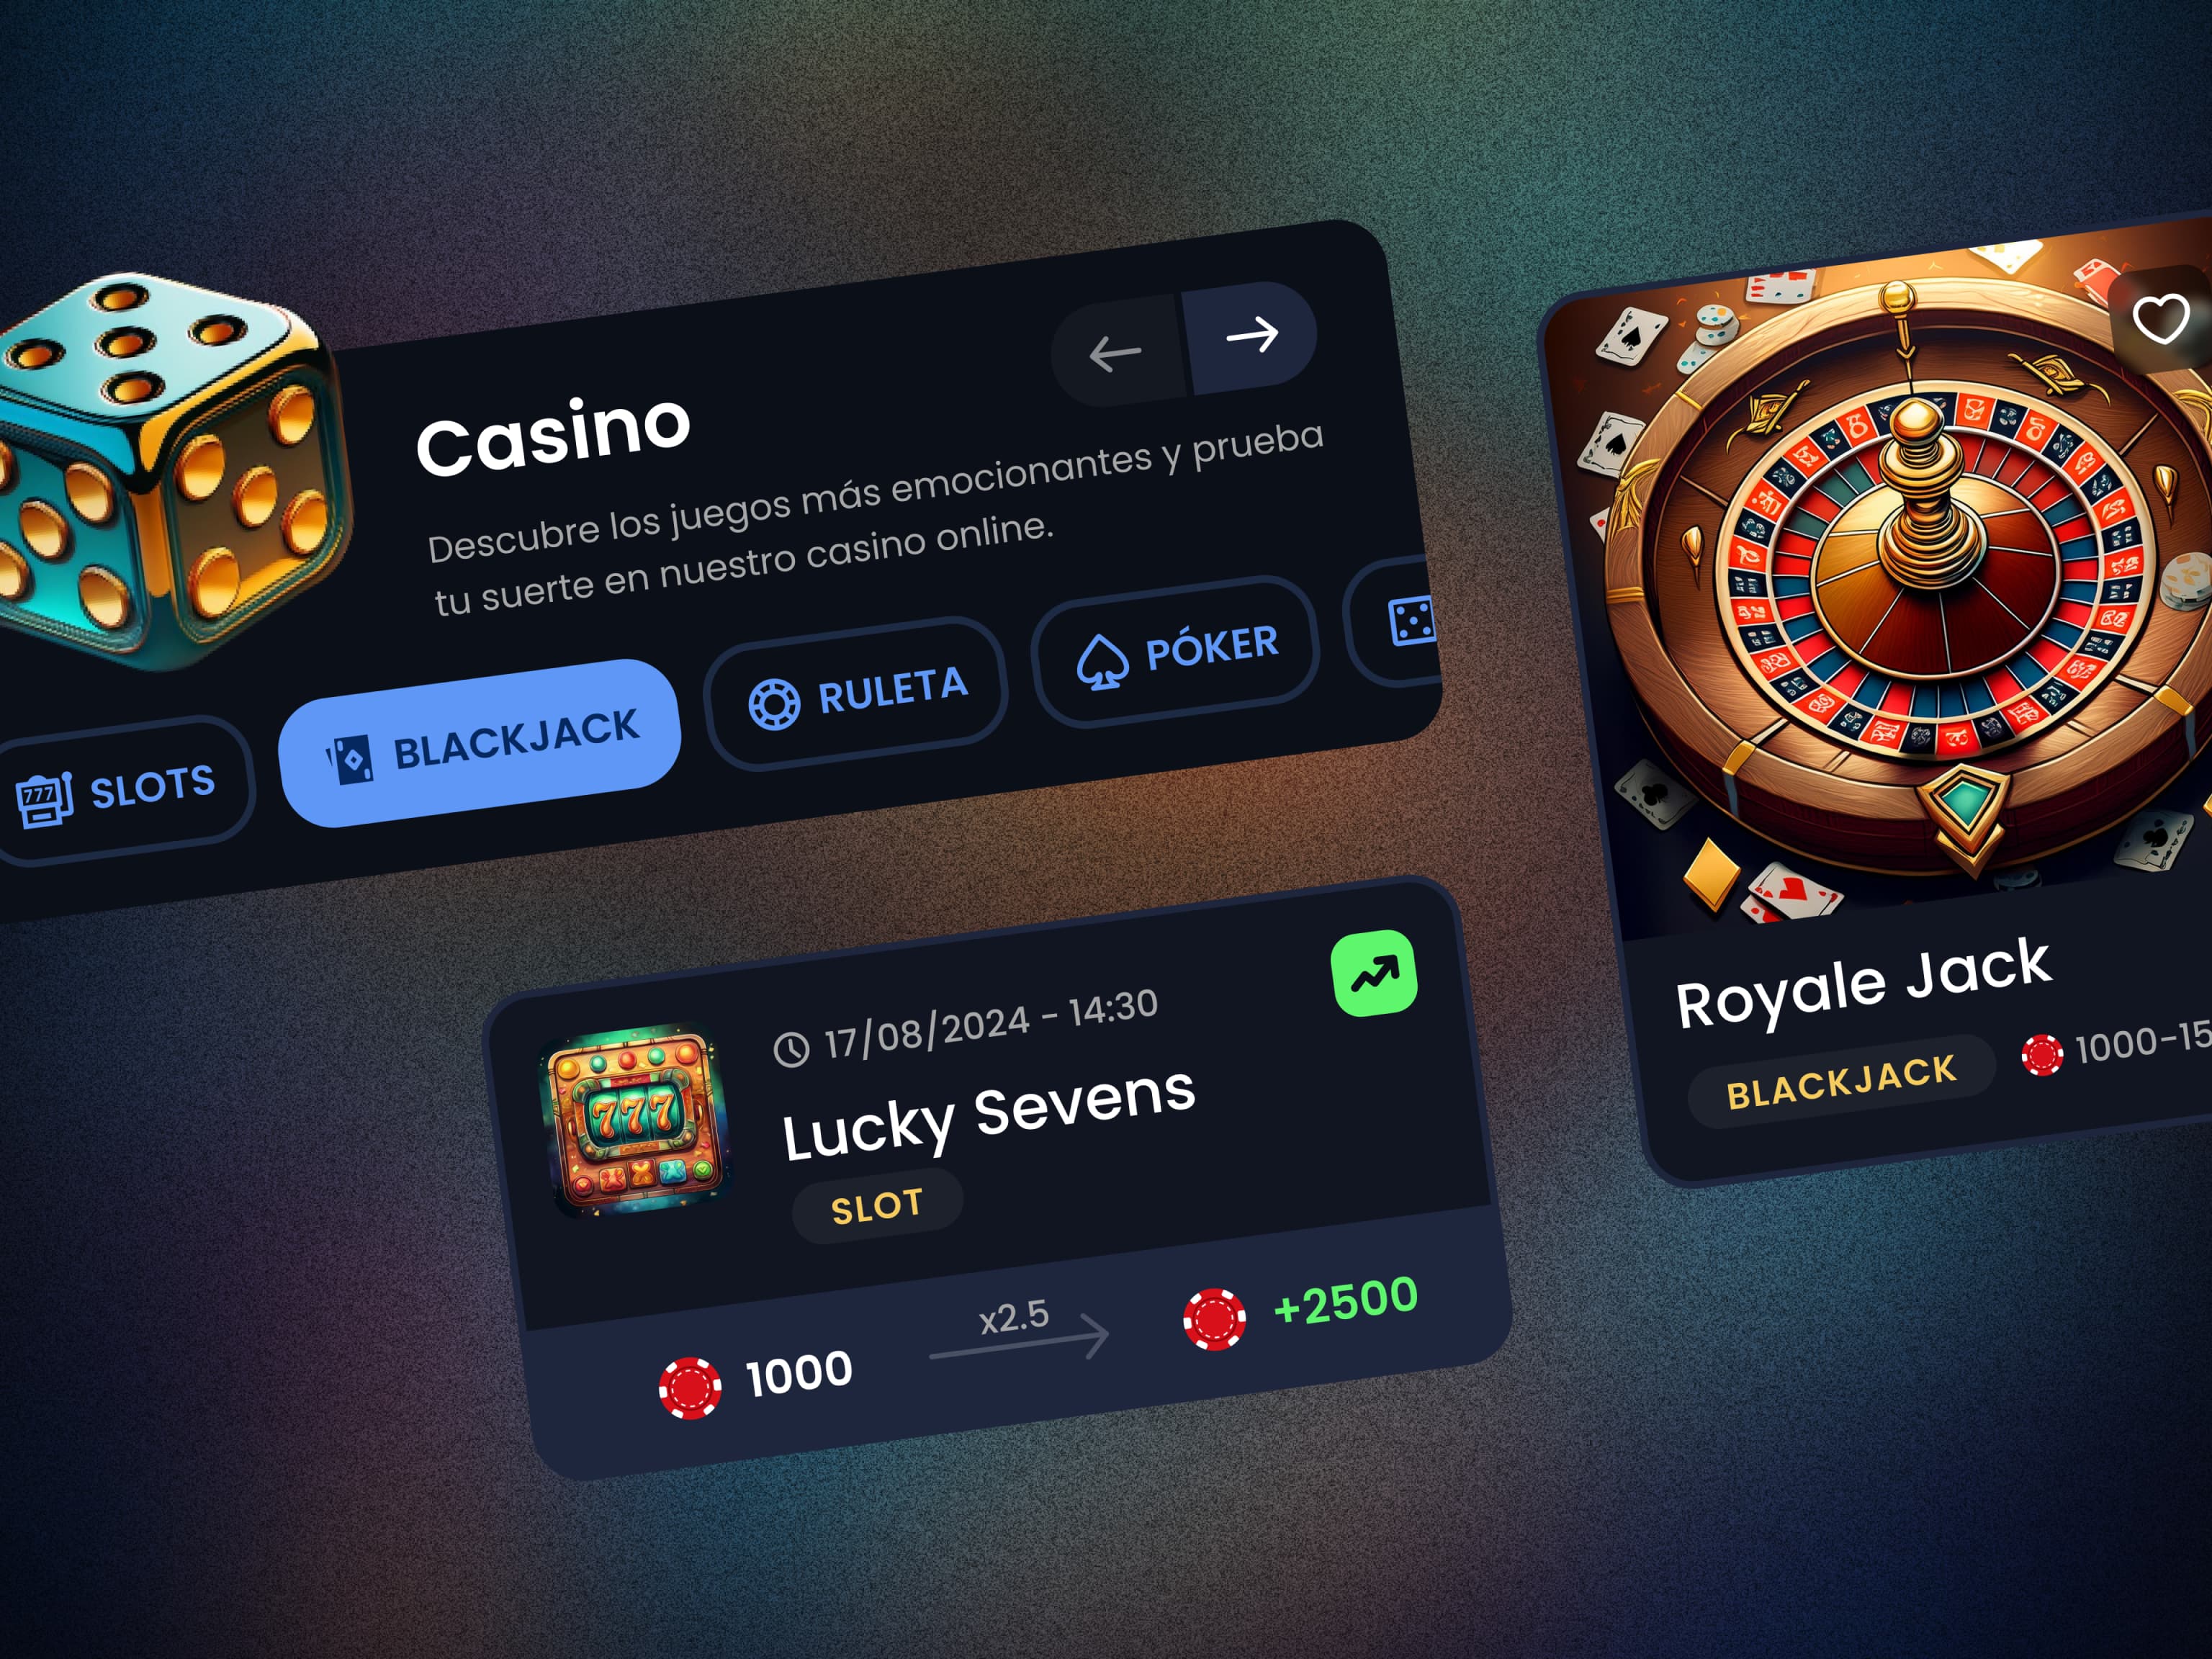 Casino
Descubre los juegos más emocionantes y prueba
tu suerte en nuestro casino online.
SLOTS
BLACKJACK
RULETA
PÓKER
17/08/2024 - 14:30
Lucky Sevens
SLOT
777
1000
x2.5
+2500
Royale Jack
BLACKJACK
1000-15